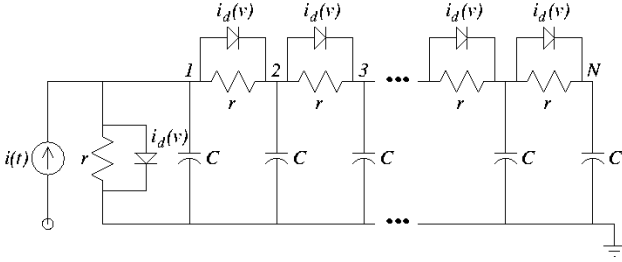 i_d(v) i_d(v) i_d(v) i_d(v)
1 2 3 N
r r r r
i_d(v)
i(t) r C C C C C